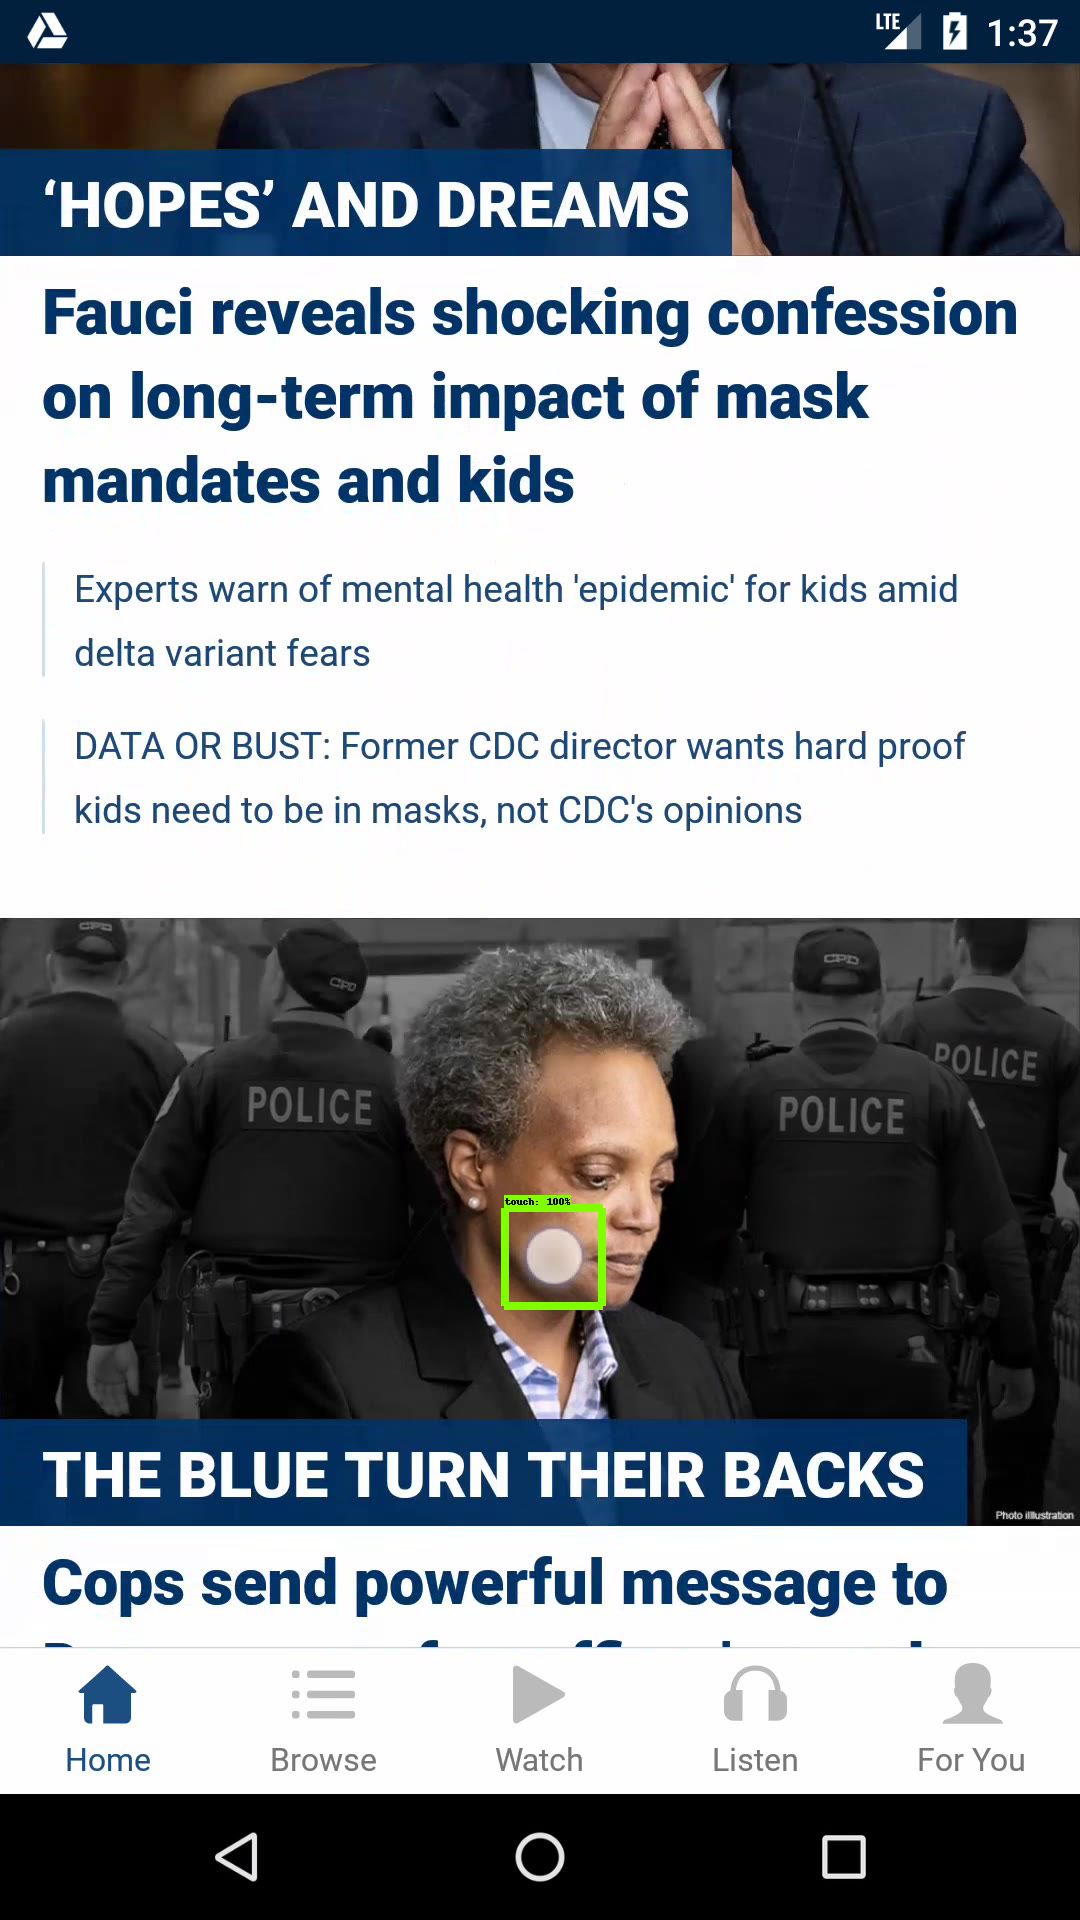 LTE 1:37
‘HOPES’ AND DREAMS
Fauci reveals shocking confession
on long-term impact of mask
mandates and kids
Experts warn of mental health 'epidemic' for kids amid
delta variant fears
DATA OR BUST: Former CDC director wants hard proof
kids need to be in masks, not CDC's opinions
CPD
CPD
CPD
POLICE
POLICE
POLICE
touch: 100%
THE BLUE TURN THEIR BACKS
Photo illustration
Cops send powerful message to
Home Browse Watch Listen For You